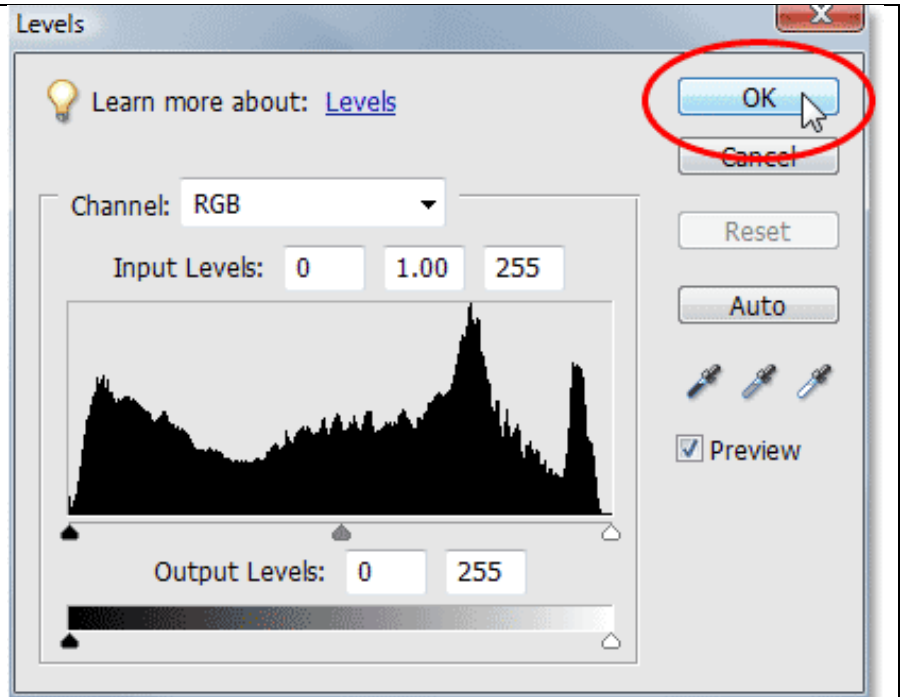 Levels
X
Learn more about: Levels
OK
Cancel
Channel: RGB
Reset
Input Levels: 0 1.00 255
Auto
Preview
Output Levels: 0 255